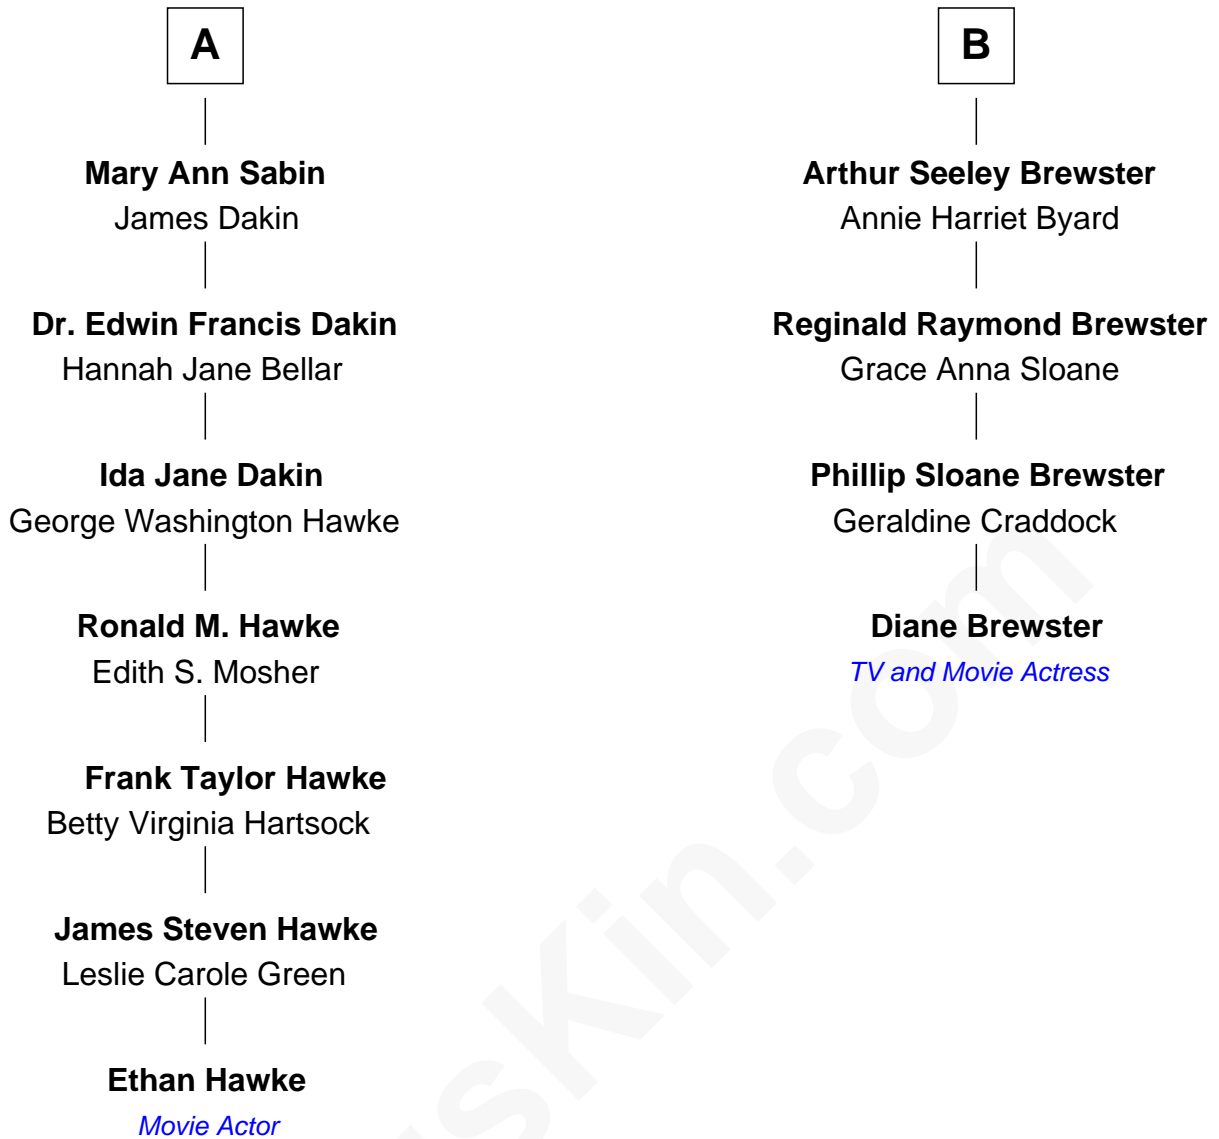 A
Mary Ann Sabin
James Dakin
Dr. Edwin Francis Dakin
Hannah Jane Bellar
Ida Jane Dakin
George Washington Hawke
Ronald M. Hawke
Edith S. Mosher
Frank Taylor Hawke
Betty Virginia Hartsock
James Steven Hawke
Leslie Carole Green
Ethan Hawke
Movie Actor
B
Arthur Seeley Brewster
Annie Harriet Byard
Reginald Raymond Brewster
Grace Anna Sloane
Phillip Sloane Brewster
Geraldine Craddock
Diane Brewster
TV and Movie Actress
sKin.com